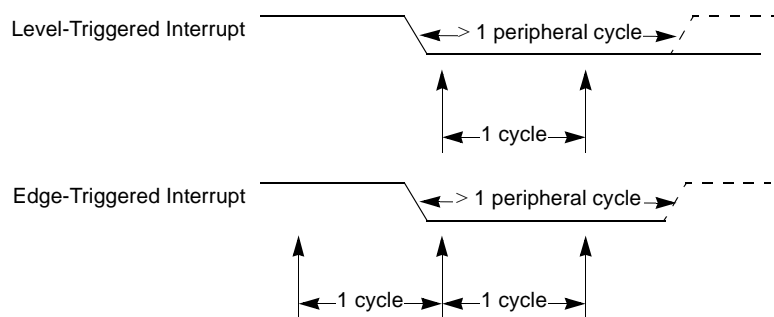 Level-Triggered Interrupt
> 1 peripheral cycle
1 cycle
Edge-Triggered Interrupt
> 1 peripheral cycle
1 cycle
1 cycle